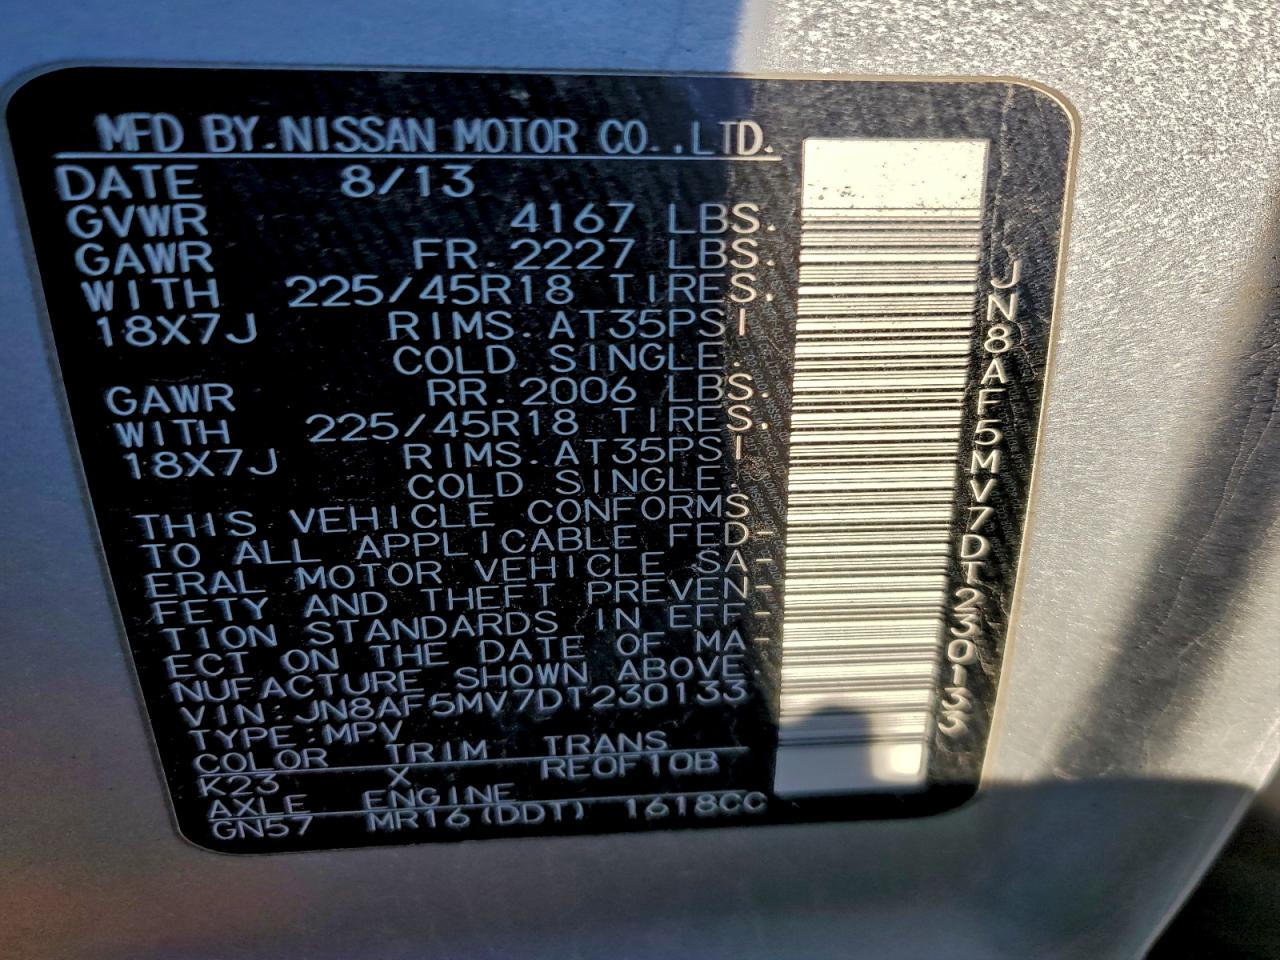 MFD BY.NISSAN MOTOR CO.,LTD.
DATE 8/13
GVWR 4167 LBS.
GAWR FR. 2227 LBS.
WITH 225/45R18 TIRES.
18X7J RIMS. AT35PSI
COLD SINGLE.
GAWR RR. 2006 LBS.
WITH 225/45R18 TIRES.
18X7J RIMS. AT35PSI
COLD SINGLE.
THIS VEHICLE CONFORMS
TO ALL APPLICABLE FED-
ERAL MOTOR VEHICLE SA-
FETY AND THEFT PREVEN-
TION STANDARDS IN EFF-
ECT ON THE DATE OF MA-
NUFACTURE SHOWN ABOVE
VIN:JN8AF5MV7DT230133
TYPE:MPV
COLOR TRIM TRANS
K23 X RE0F10B
AXLE ENGINE
GN57 MR16(DDT) 1618CC
JN8AF5MV7DT230133